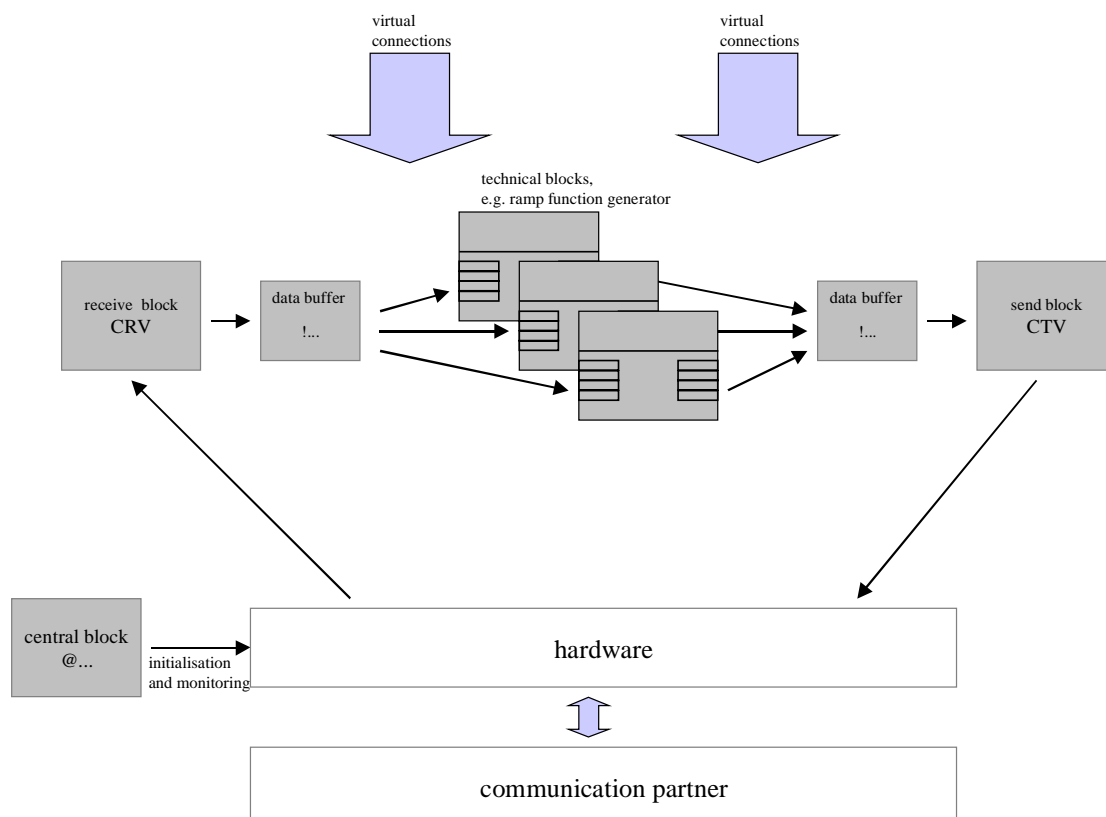 virtual
connections
virtual
connections
technical blocks,
e.g. ramp function generator
receive block
CRV
data buffer
!...
data buffer
!...
send block
CTV
central block
@...
initialisation
and monitoring
hardware
communication partner